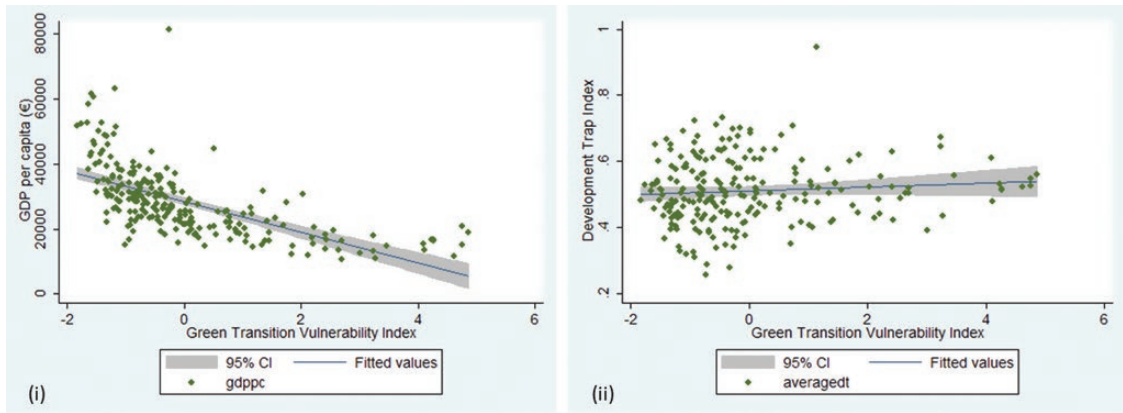 80000
60000
40000
20000
0
GDP per capita (€)
-2 0 2 4 6
Green Transition Vulnerability Index
95% CI
Fitted values
gdppc
(i)
1
.8
.6
.4
.2
Development Trap Index
-2 0 2 4 6
Green Transition Vulnerability Index
95% CI
Fitted values
averagedt
(ii)